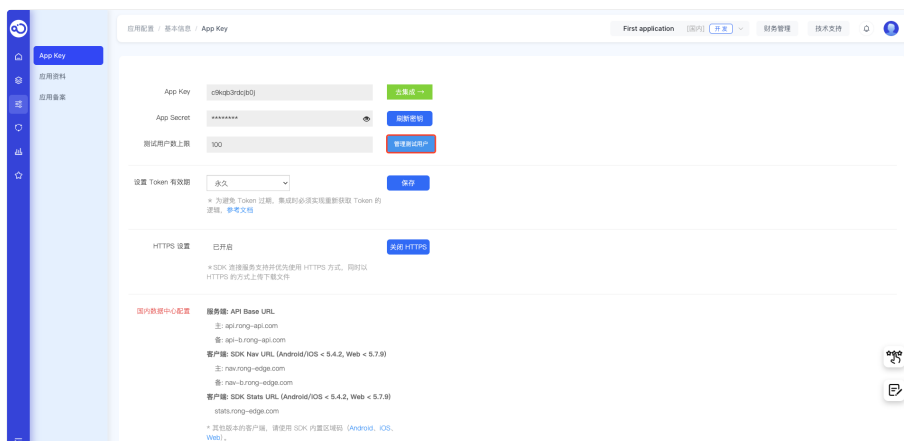 应用配置 / 基本信息 / App Key
First application [国内] 开发 财务管理 技术支持
App Key
应用资料
应用备案
App Key c9kqb3rdcjb0j 去集成 →
App Secret ******** 刷新密钥
测试用户数上限 100 管理测试用户
设置 Token 有效期 永久 保存
* 为避免 Token 过期，集成时必须实现重新获取 Token 的
逻辑，参考文档
HTTPS 设置 已开启 关闭 HTTPS
*SDK 连接服务支持并优先使用 HTTPS 方式，同时以
HTTPS 的方式上传下载文件
国内数据中心配置 服务端: API Base URL
主: api.rong-api.com
备: api-b.rong-api.com
客户端: SDK Nav URL (Android/iOS < 5.4.2, Web < 5.7.9)
主: nav.rong-edge.com
备: nav-b.rong-edge.com
客户端: SDK Stats URL (Android/iOS < 5.4.2, Web < 5.7.9)
stats.rong-edge.com
* 其他版本的客户端，请使用 SDK 内置区域码（Android、iOS、
Web）。